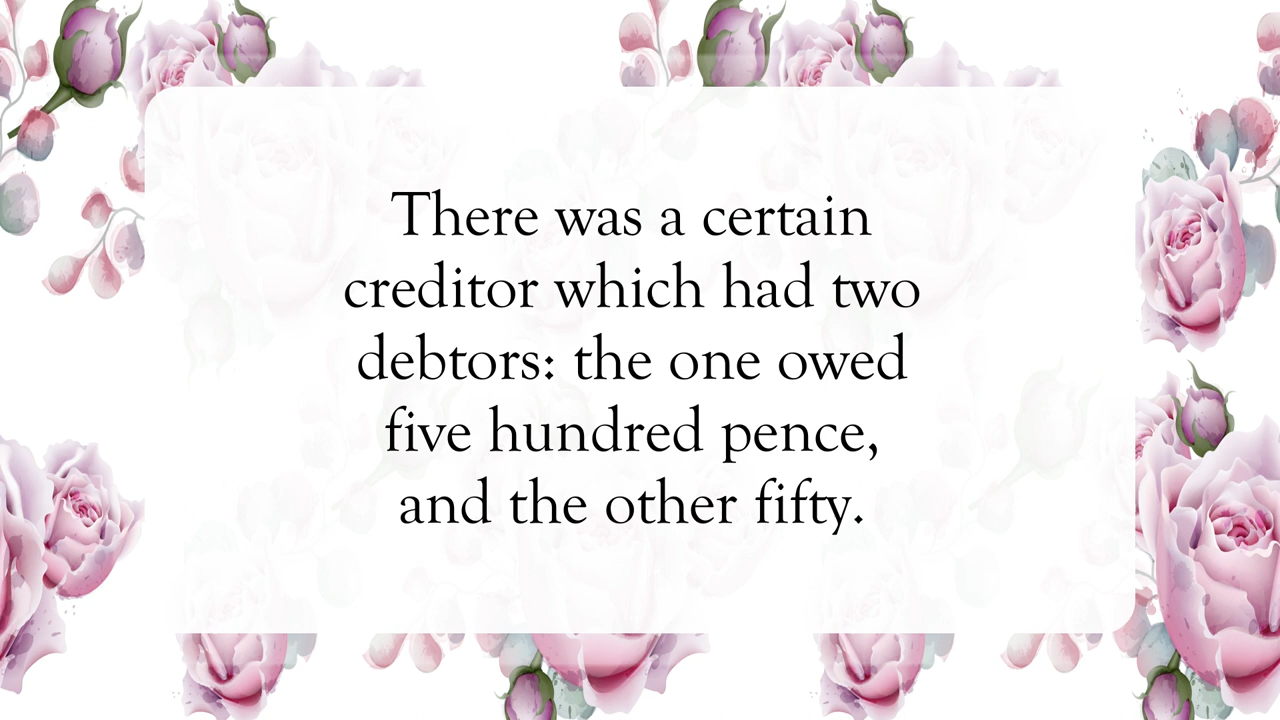 There was a certain
creditor which had two
debtors: the one owed
five hundred pence,
and the other fifty.